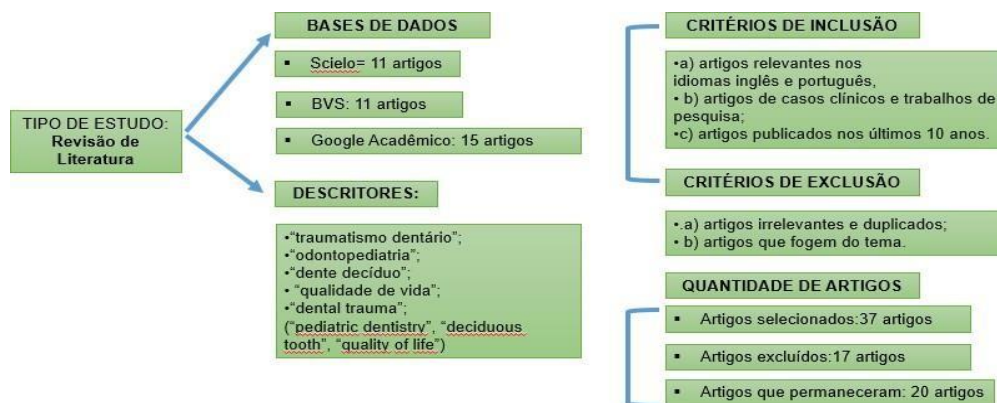 TIPO DE ESTUDO:
Revisão de
Literatura
BASES DE DADOS
▪ Scielo= 11 artigos
▪ BVS: 11 artigos
▪ Google Acadêmico: 15 artigos
DESCRITORES:
•“traumatismo dentário”;
•“odontopediatria”;
•“dente decíduo”;
• “qualidade de vida”;
•“dental trauma”;
(“pediatric dentistry”, “deciduous
tooth”, “quality of life”)
CRITÉRIOS DE INCLUSÃO
•a) artigos relevantes nos
idiomas inglês e português,
• b) artigos de casos clínicos e trabalhos de
pesquisa;
•c) artigos publicados nos últimos 10 anos.
CRITÉRIOS DE EXCLUSÃO
•.a) artigos irrelevantes e duplicados;
• b) artigos que fogem do tema.
QUANTIDADE DE ARTIGOS
▪ Artigos selecionados:37 artigos
▪ Artigos excluídos:17 artigos
▪ Artigos que permaneceram: 20 artigos